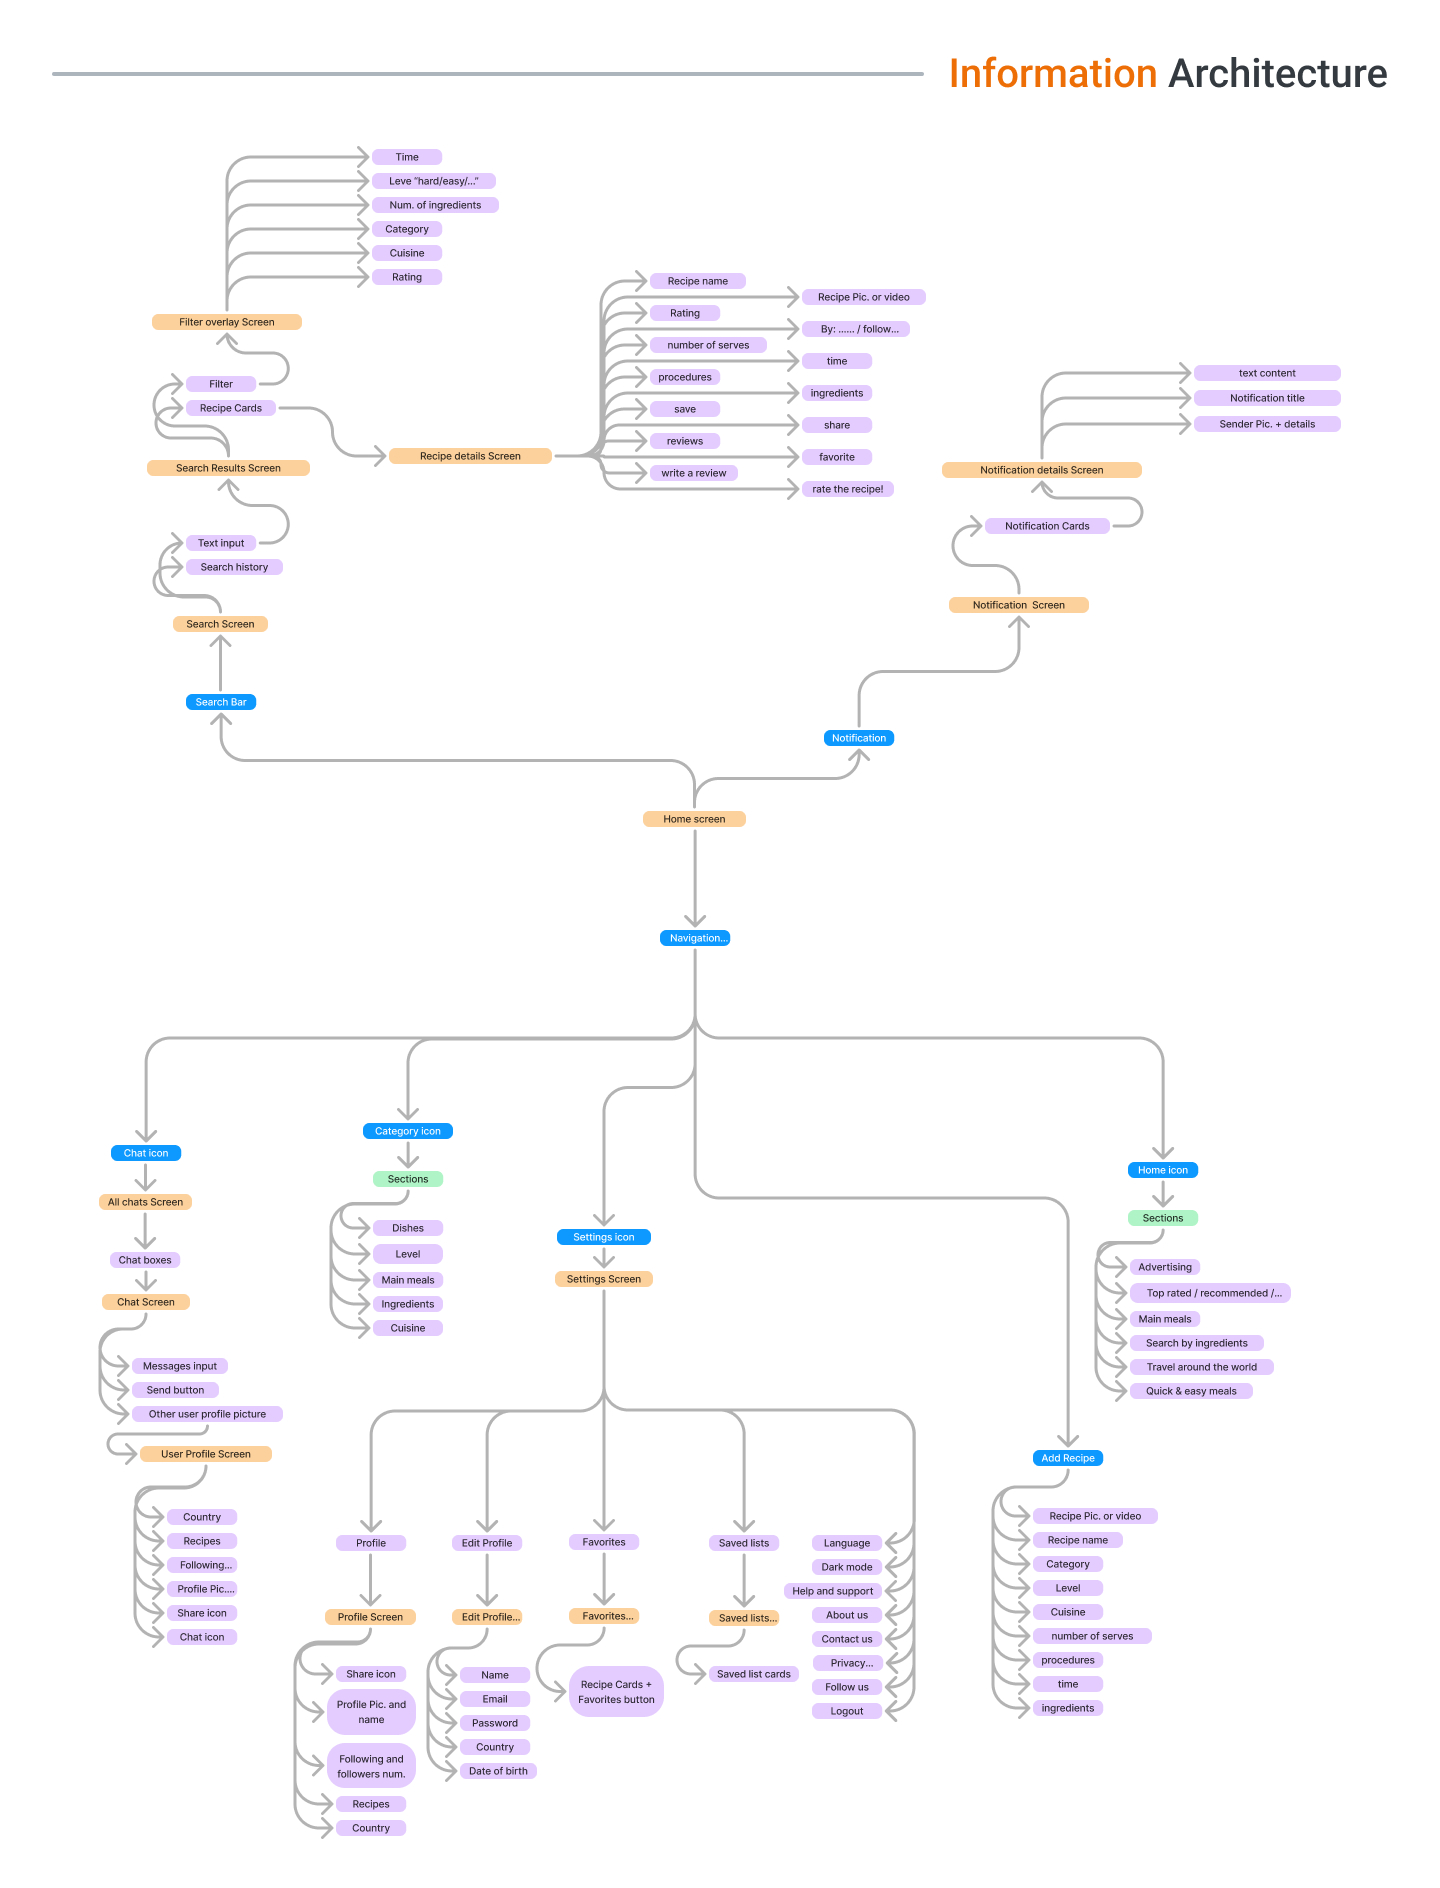 Information Architecture
Time
Leve “hard/easy/...”
Num. of ingredients
Category
Cuisine
Rating
Filter overlay Screen
Filter
Recipe Cards
Search Results Screen
Text input
Search history
Search Screen
Search Bar
Recipe details Screen
Recipe name
Recipe Pic. or video
Rating
By: ...... / follow...
number of serves
time
procedures
ingredients
save
share
reviews
favorite
write a review
rate the recipe!
text content
Notification title
Sender Pic. + details
Notification details Screen
Notification Cards
Notification Screen
Notification
Home screen
Navigation...
Chat icon
All chats Screen
Chat boxes
Chat Screen
Messages input
Send button
Other user profile picture
User Profile Screen
Country
Recipes
Following...
Profile Pic....
Share icon
Chat icon
Category icon
Sections
Dishes
Level
Main meals
Ingredients
Cuisine
Settings icon
Settings Screen
Profile
Profile Screen
Share icon
Profile Pic. and
name
Following and
followers num.
Recipes
Country
Edit Profile
Edit Profile...
Name
Email
Password
Country
Date of birth
Favorites
Favorites...
Recipe Cards +
Favorites button
Saved lists
Saved lists...
Saved list cards
Language
Dark mode
Help and support
About us
Contact us
Privacy...
Follow us
Logout
Add Recipe
Recipe Pic. or video
Recipe name
Category
Level
Cuisine
number of serves
procedures
time
ingredients
Home icon
Sections
Advertising
Top rated / recommended /...
Main meals
Search by ingredients
Travel around the world
Quick & easy meals